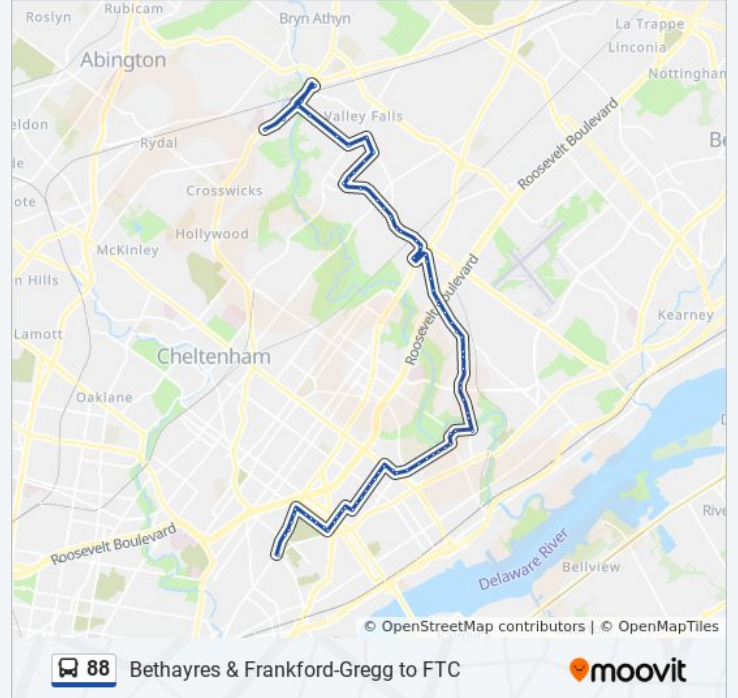 Roslyn
Rubicam
Bryn Athyn
La Trappe
Linconia
Abington
Nottingham
Valley Falls
eldon
Rydal
Roosevelt Boulevard
Be
de
Crosswicks
ote
Hollywood
McKinley
n Hills
Roosevelt Boulevard
Kearney
Lamott
Cheltenham
Oaklane
Rive
Roosevelt Boulevard
Delaware River
Bellview
© OpenStreetMap contributors | © OpenMapTiles
88 Bethayres & Frankford-Gregg to FTC
moovit